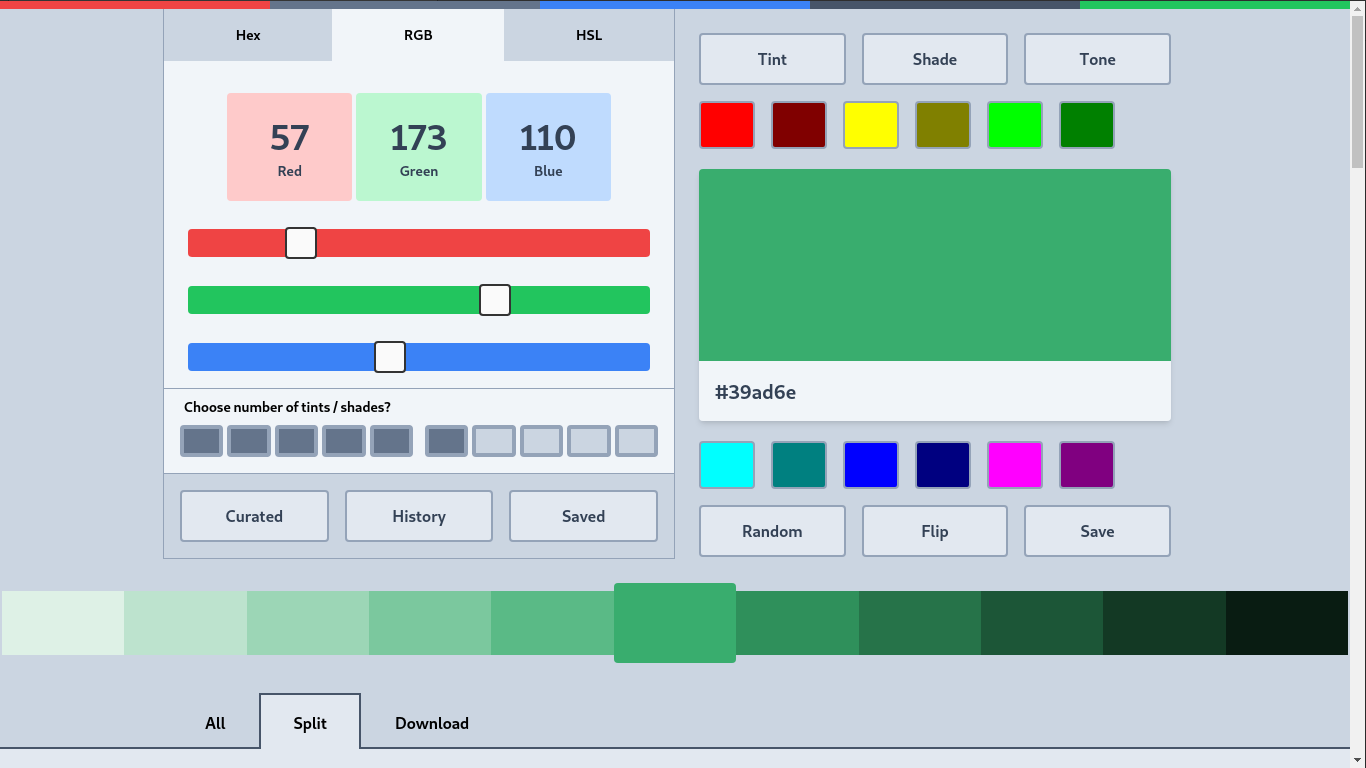 Hex
RGB
HSL
57
Red
173
Green
110
Blue
Choose number of tints / shades?
Curated
History
Saved
Tint
Shade
Tone
#39ad6e
Random
Flip
Save
All
Split
Download